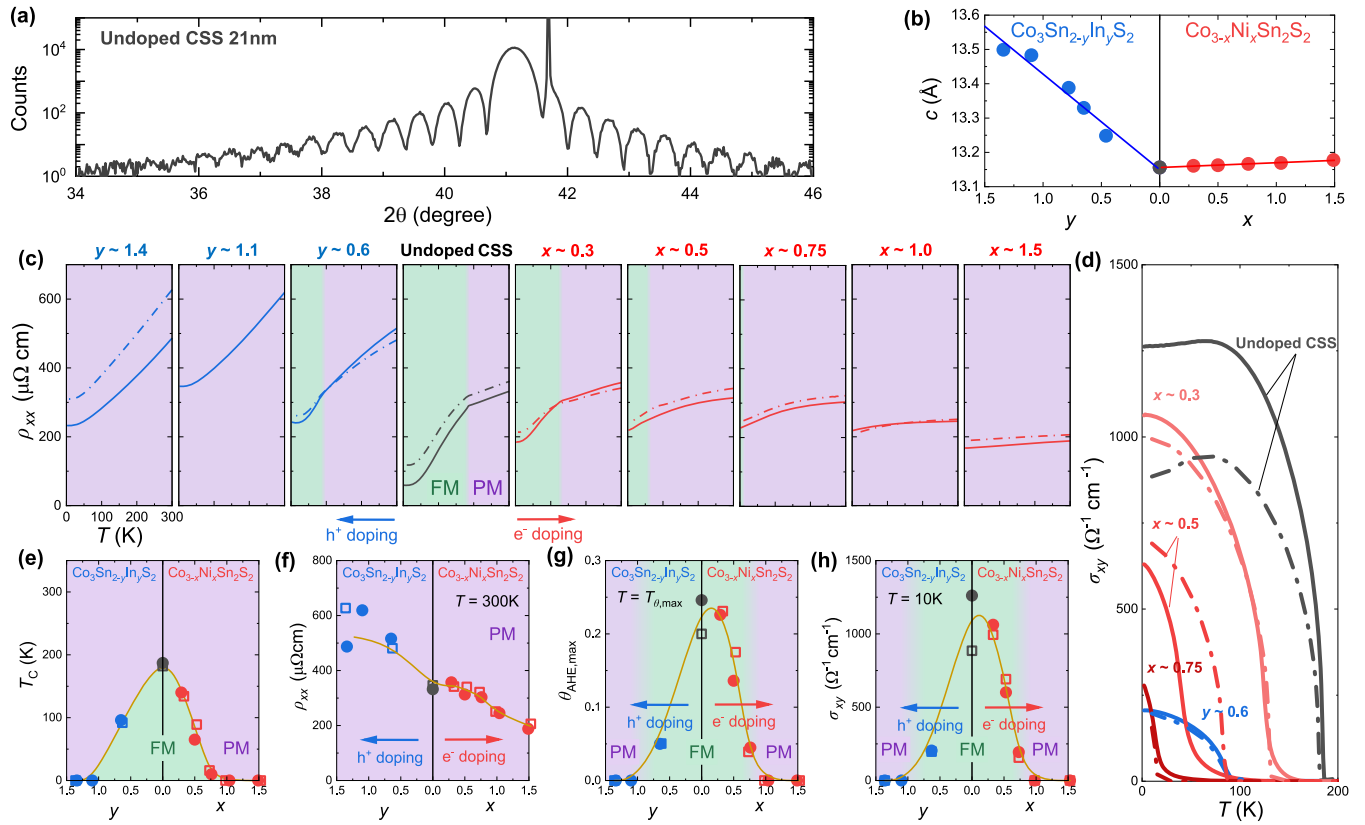 (a)
Undoped CSS 21nm
Counts
10⁴
10²
10⁰
34 36 38 40 42 44 46
2θ (degree)
(b)
Co₃Sn₂₋ᵧInᵧS₂ Co₃₋ₓNiₓSn₂S₂
c (Å)
13.6
13.5
13.4
13.3
13.2
13.1
1.5 1.0 0.5 0.0 0.5 1.0 1.5
y x
(c)
y ~ 1.4 y ~ 1.1 y ~ 0.6 Undoped CSS x ~ 0.3 x ~ 0.5 x ~ 0.75 x ~ 1.0 x ~ 1.5
ρxx (μΩ cm)
600
400
200
0
FM PM
0 100 200 300
T (K)
h⁺ doping e⁻ doping
(d)
σxy (Ω⁻¹ cm⁻¹)
1500
1000
500
0
Undoped CSS
x ~ 0.3
x ~ 0.5
x ~ 0.75
y ~ 0.6
0 100 200
T (K)
(e)
Co₃Sn₂₋ᵧInᵧS₂ Co₃₋ₓNiₓSn₂S₂
TC (K)
300
200
100
0
FM PM
1.5 1.0 0.5 0.0 0.5 1.0 1.5
y x
(f)
Co₃Sn₂₋ᵧInᵧS₂ Co₃₋ₓNiₓSn₂S₂
T = 300K
PM
ρxx (μΩcm)
800
600
400
200
0
h⁺ doping e⁻ doping
1.5 1.0 0.5 0.0 0.5 1.0 1.5
y x
(g)
Co₃Sn₂₋ᵧInᵧS₂ Co₃₋ₓNiₓSn₂S₂
T = Tθ,max
θAHE,max
0.3
0.2
0.1
0.0
h⁺ doping e⁻ doping
PM FM PM
1.5 1.0 0.5 0.0 0.5 1.0 1.5
y x
(h)
Co₃Sn₂₋ᵧInᵧS₂ Co₃₋ₓNiₓSn₂S₂
T = 10K
σxy (Ω⁻¹ cm⁻¹)
1500
1000
500
0
h⁺ doping e⁻ doping
PM FM PM
1.5 1.0 0.5 0.0 0.5 1.0 1.5
y x